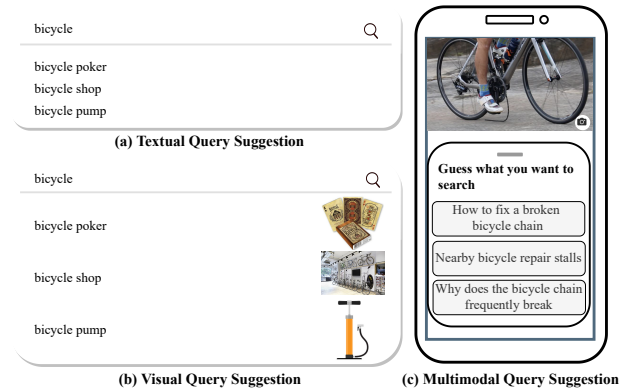 bicycle
bicycle poker
bicycle shop
bicycle pump
(a) Textual Query Suggestion
bicycle
bicycle poker
bicycle shop
bicycle pump
(b) Visual Query Suggestion
Guess what you want to
search
How to fix a broken
bicycle chain
Nearby bicycle repair stalls
Why does the bicycle chain
frequently break
(c) Multimodal Query Suggestion